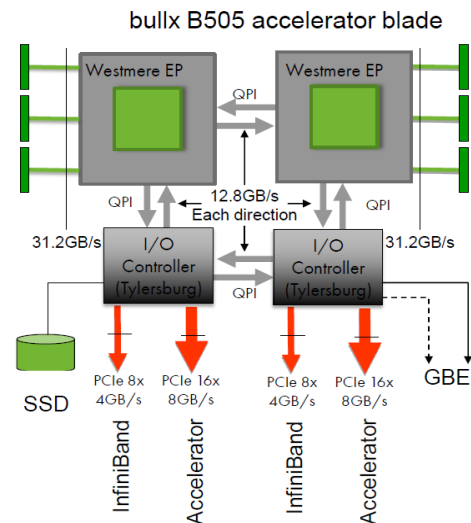 bullx B505 accelerator blade
Westmere EP
QPI
Westmere EP
QPI
12.8GB/s
Each direction
QPI
31.2GB/s
31.2GB/s
I/O
Controller
(Tylersburg)
QPI
I/O
Controller
(Tylersburg)
SSD
PCIe 8x
4GB/s
PCIe 16x
8GB/s
PCIe 8x
4GB/s
PCIe 16x
8GB/s
GBE
InfiniBand
Accelerator
InfiniBand
Accelerator